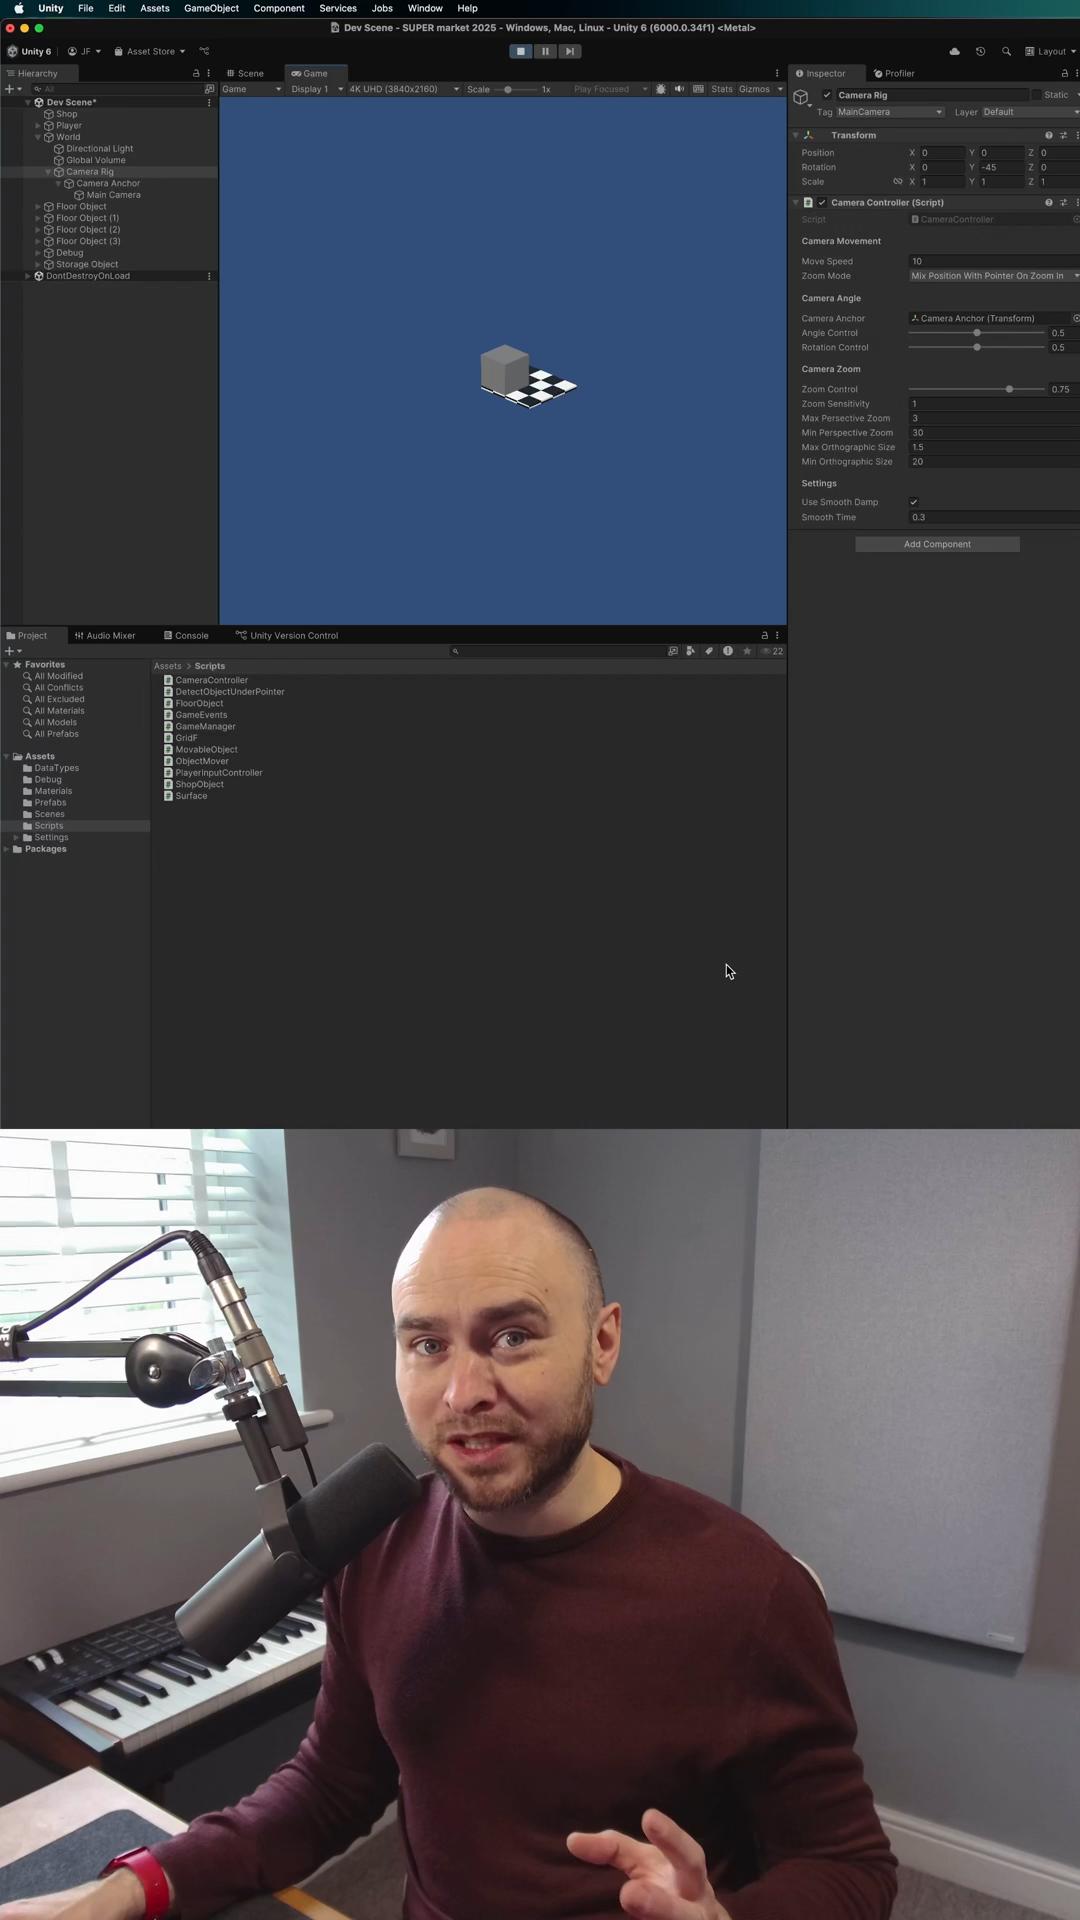 Unity File Edit Assets GameObject Component Services Jobs Window Help
Dev Scene - SUPER market 2025 - Windows, Mac, Linux - Unity 6 (6000.0.34f1) <Metal>
Unity 6 JF Asset Store Layout
Hierarchy
All
Dev Scene*
Shop
Player
World
Directional Light
Global Volume
Camera Rig
Camera Anchor
Main Camera
Floor Object
Floor Object (1)
Floor Object (2)
Floor Object (3)
Debug
Storage Object
DontDestroyOnLoad
Scene Game
Game Display 1 4K UHD (3840x2160) Scale 1x Play Focused Stats Gizmos
Inspector Profiler
Camera Rig Static
Tag MainCamera Layer Default
Transform
Position X 0 Y 0 Z 0
Rotation X 0 Y -45 Z 0
Scale X 1 Y 1 Z 1
Camera Controller (Script)
Script CameraController
Camera Movement
Move Speed 10
Zoom Mode Mix Position With Pointer On Zoom In
Camera Angle
Camera Anchor Camera Anchor (Transform)
Angle Control 0.5
Rotation Control 0.5
Camera Zoom
Zoom Control 0.75
Zoom Sensitivity 1
Max Persective Zoom 3
Min Perspective Zoom 30
Max Orthographic Size 1.5
Min Orthographic Size 20
Settings
Use Smooth Damp
Smooth Time 0.3
Add Component
Project Audio Mixer Console Unity Version Control
22
Favorites
All Modified
All Conflicts
All Excluded
All Materials
All Models
All Prefabs
Assets
DataTypes
Debug
Materials
Prefabs
Scenes
Scripts
Settings
Packages
Assets > Scripts
CameraController
DetectObjectUnderPointer
FloorObject
GameEvents
GameManager
GridF
MovableObject
ObjectMover
PlayerInputController
ShopObject
Surface